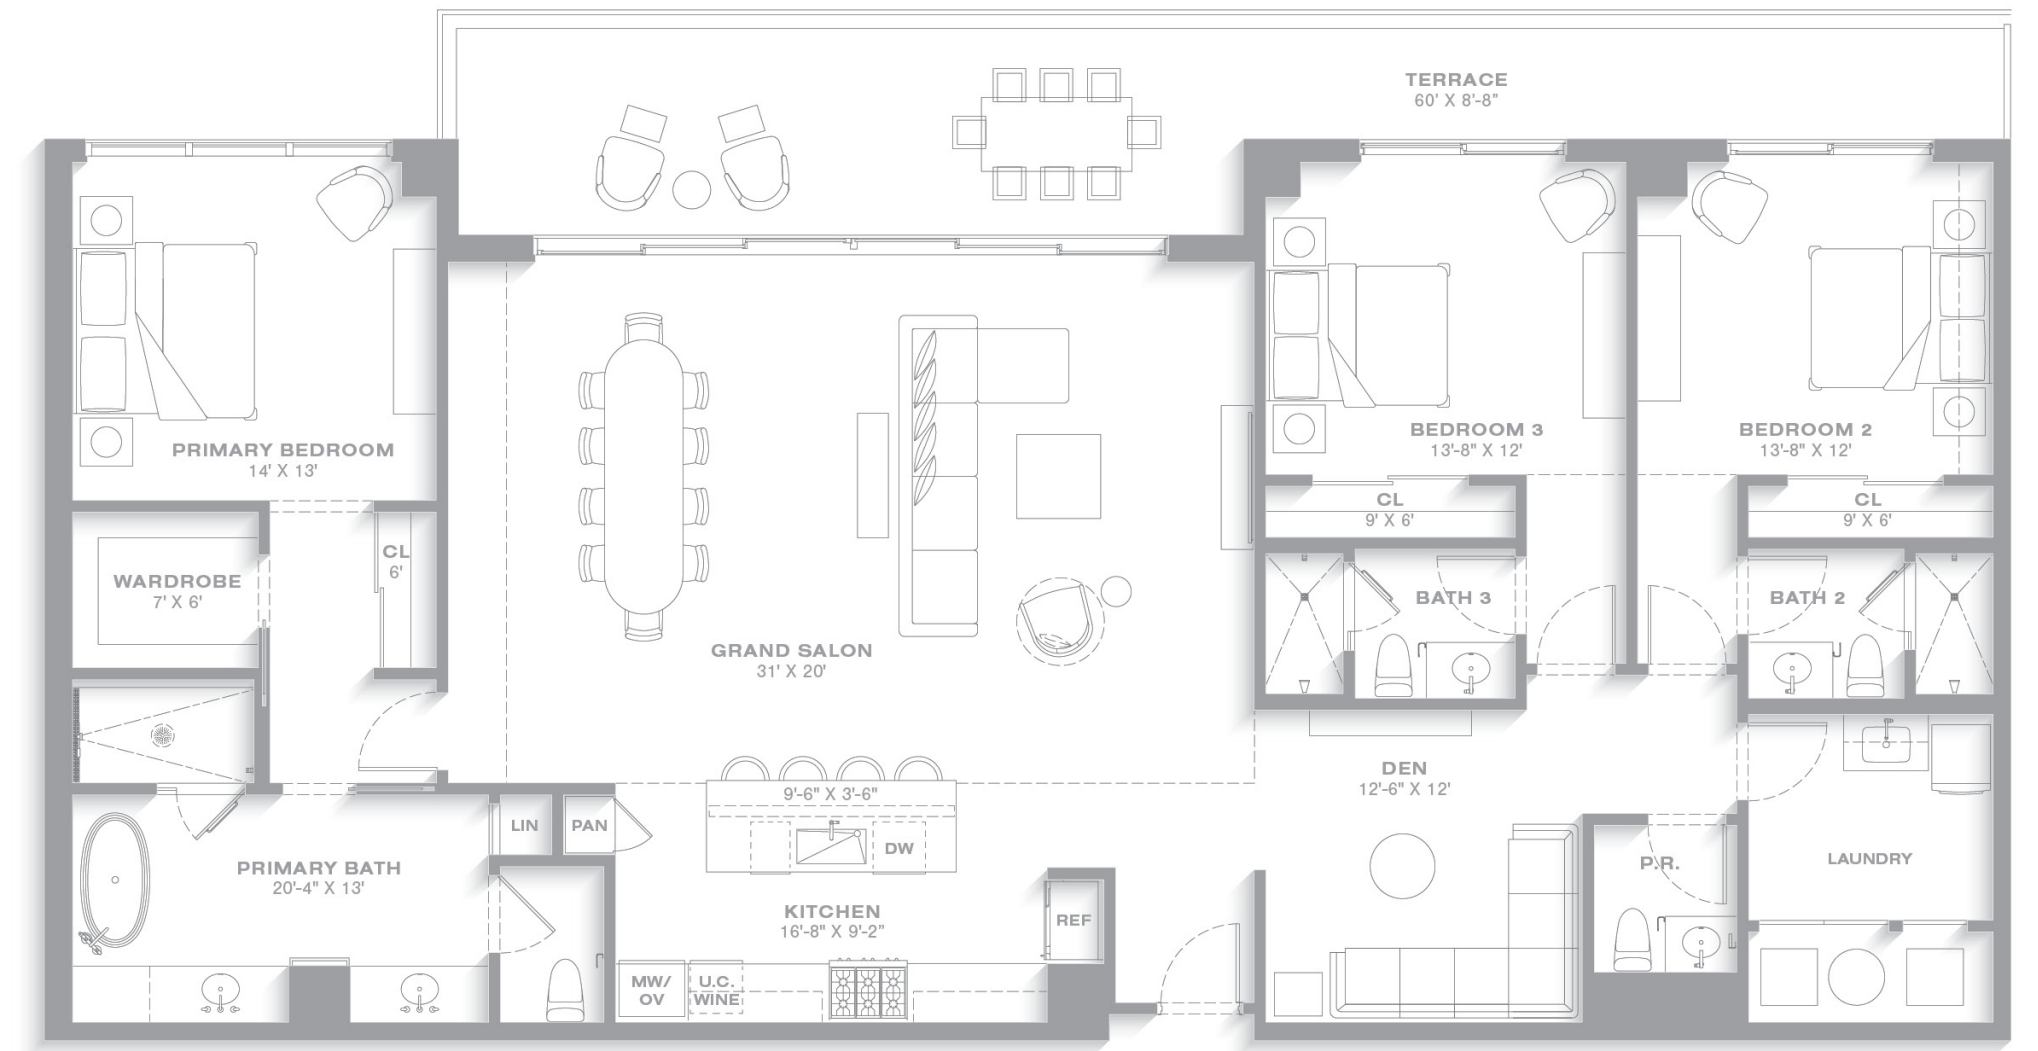 TERRACE
60' X 8'-8"
PRIMARY BEDROOM
14' X 13'
BEDROOM 3
13'-8" X 12'
BEDROOM 2
13'-8" X 12'
CL
9' X 6'
CL
9' X 6'
CL
6'
WARDROBE
7' X 6'
BATH 3
BATH 2
GRAND SALON
31' X 20'
DEN
12'-6" X 12'
9'-6" X 3'-6"
LIN
PAN
DW
PRIMARY BATH
20'-4" X 13'
P.R.
LAUNDRY
KITCHEN
16'-8" X 9'-2"
REF
MW/
OV
U.C.
WINE